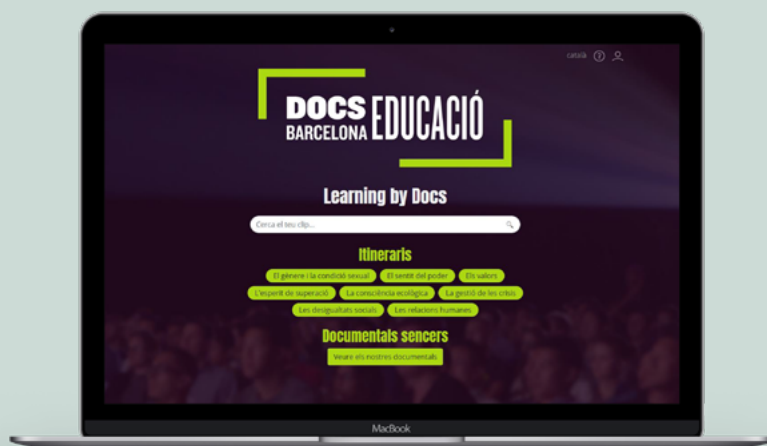 català
DOCS
BARCELONA EDUCACIÓ
Learning by Docs
Cerca el teu clip...
Itineraris
El gènere i la condició sexual El sentit del poder Els valors
L'esperit de superació La consciència ecològica La gestió de les crisis
Les desigualtats socials Les relacions humanes
Documentals sencers
Veure els nostres documentals
MacBook